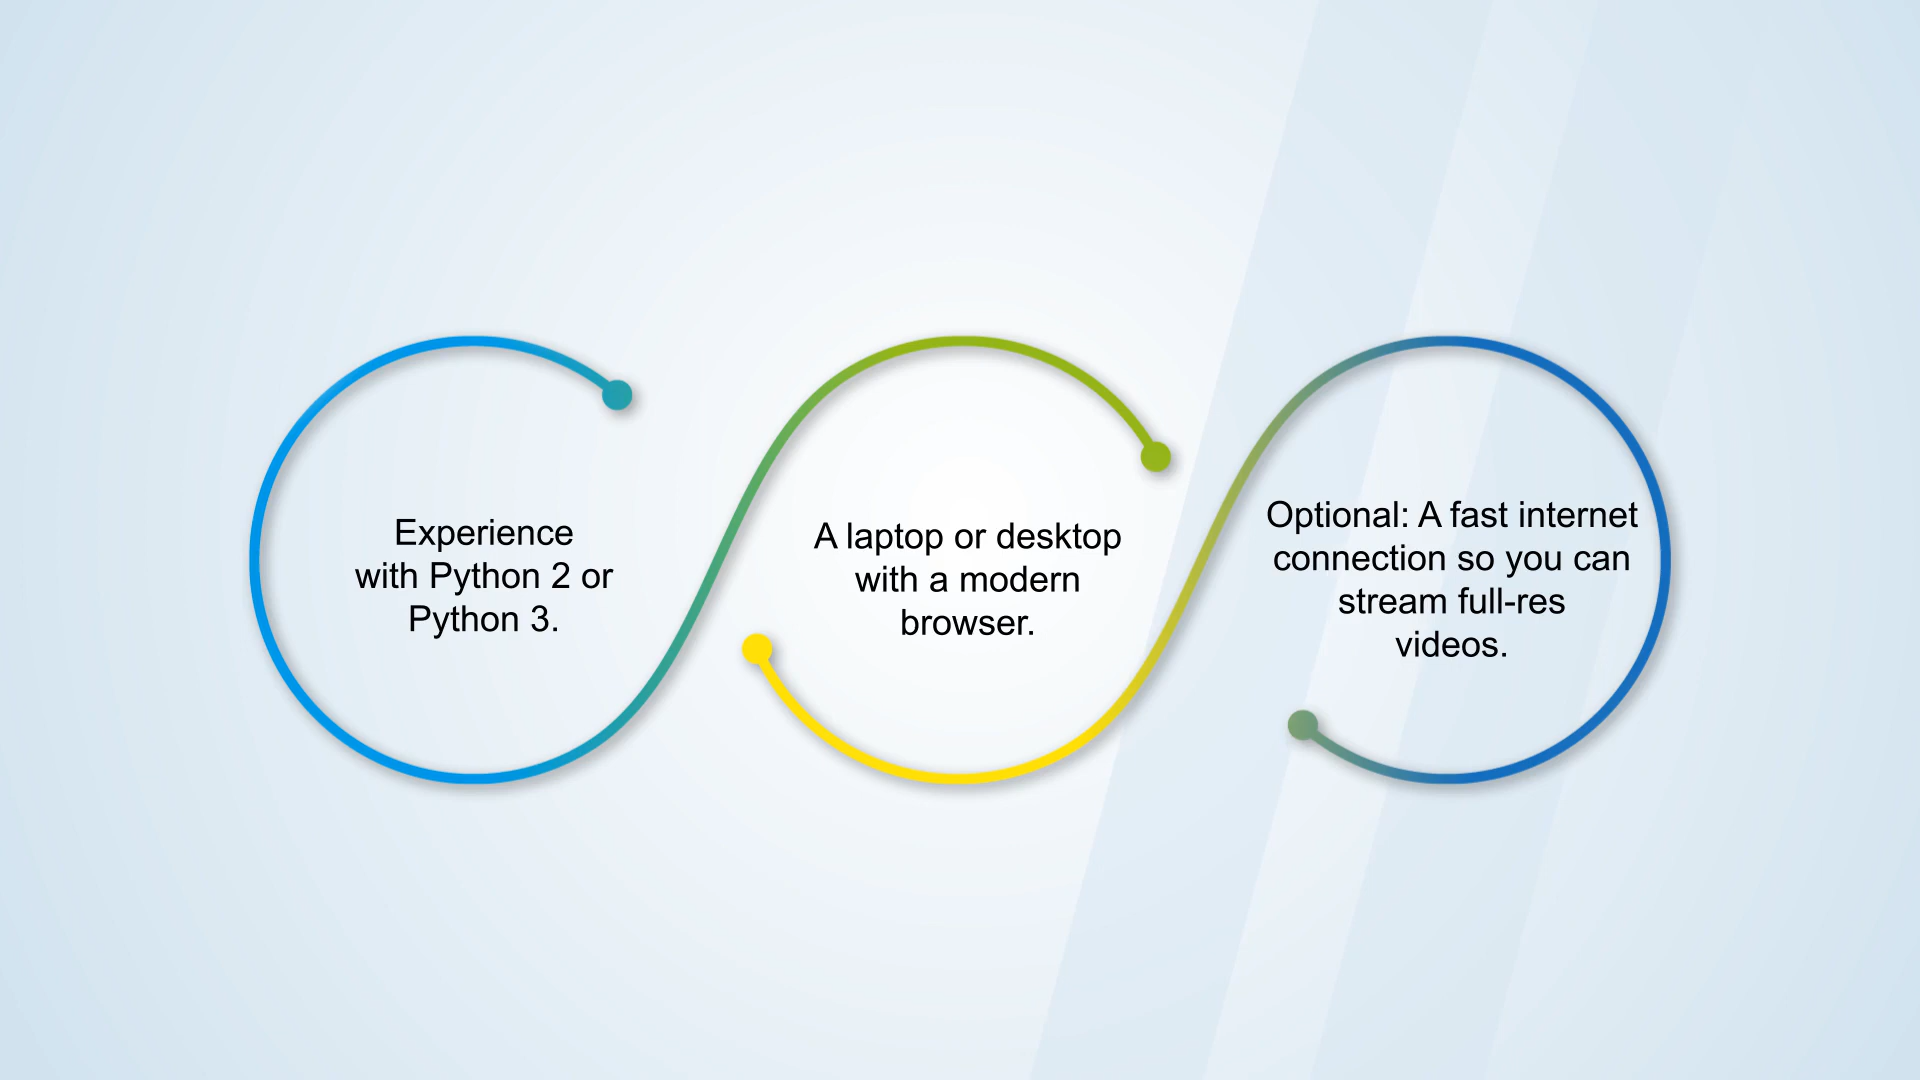 Experience
with Python 2 or
Python 3.
A laptop or desktop
with a modern
browser.
Optional: A fast internet
connection so you can
stream full-res
videos.